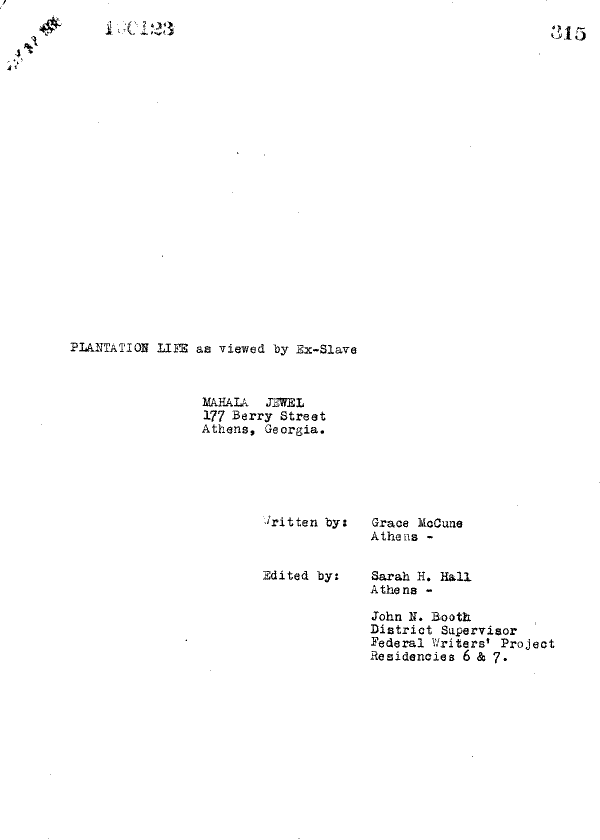 100123
315
PLANTATION LIFE as viewed by Ex-Slave
MAHALA JEWEL
177 Berry Street
Athens, Georgia.
Written by: Grace McCune
Athens -
Edited by: Sarah H. Hall
Athens -
John N. Booth
District Supervisor
Federal Writers' Project
Residencies 6 & 7.